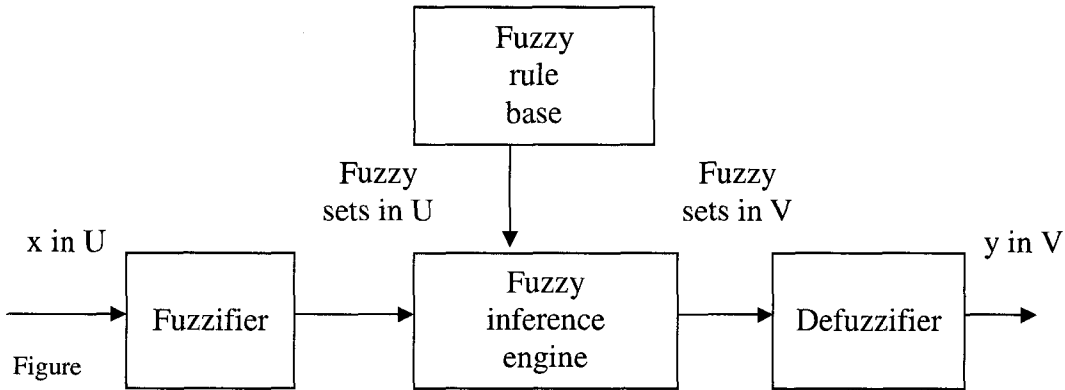 Fuzzy
rule
base
Fuzzy
sets in U
Fuzzy
sets in V
x in U
y in V
Fuzzifier
Fuzzy
inference
engine
Defuzzifier
Figure